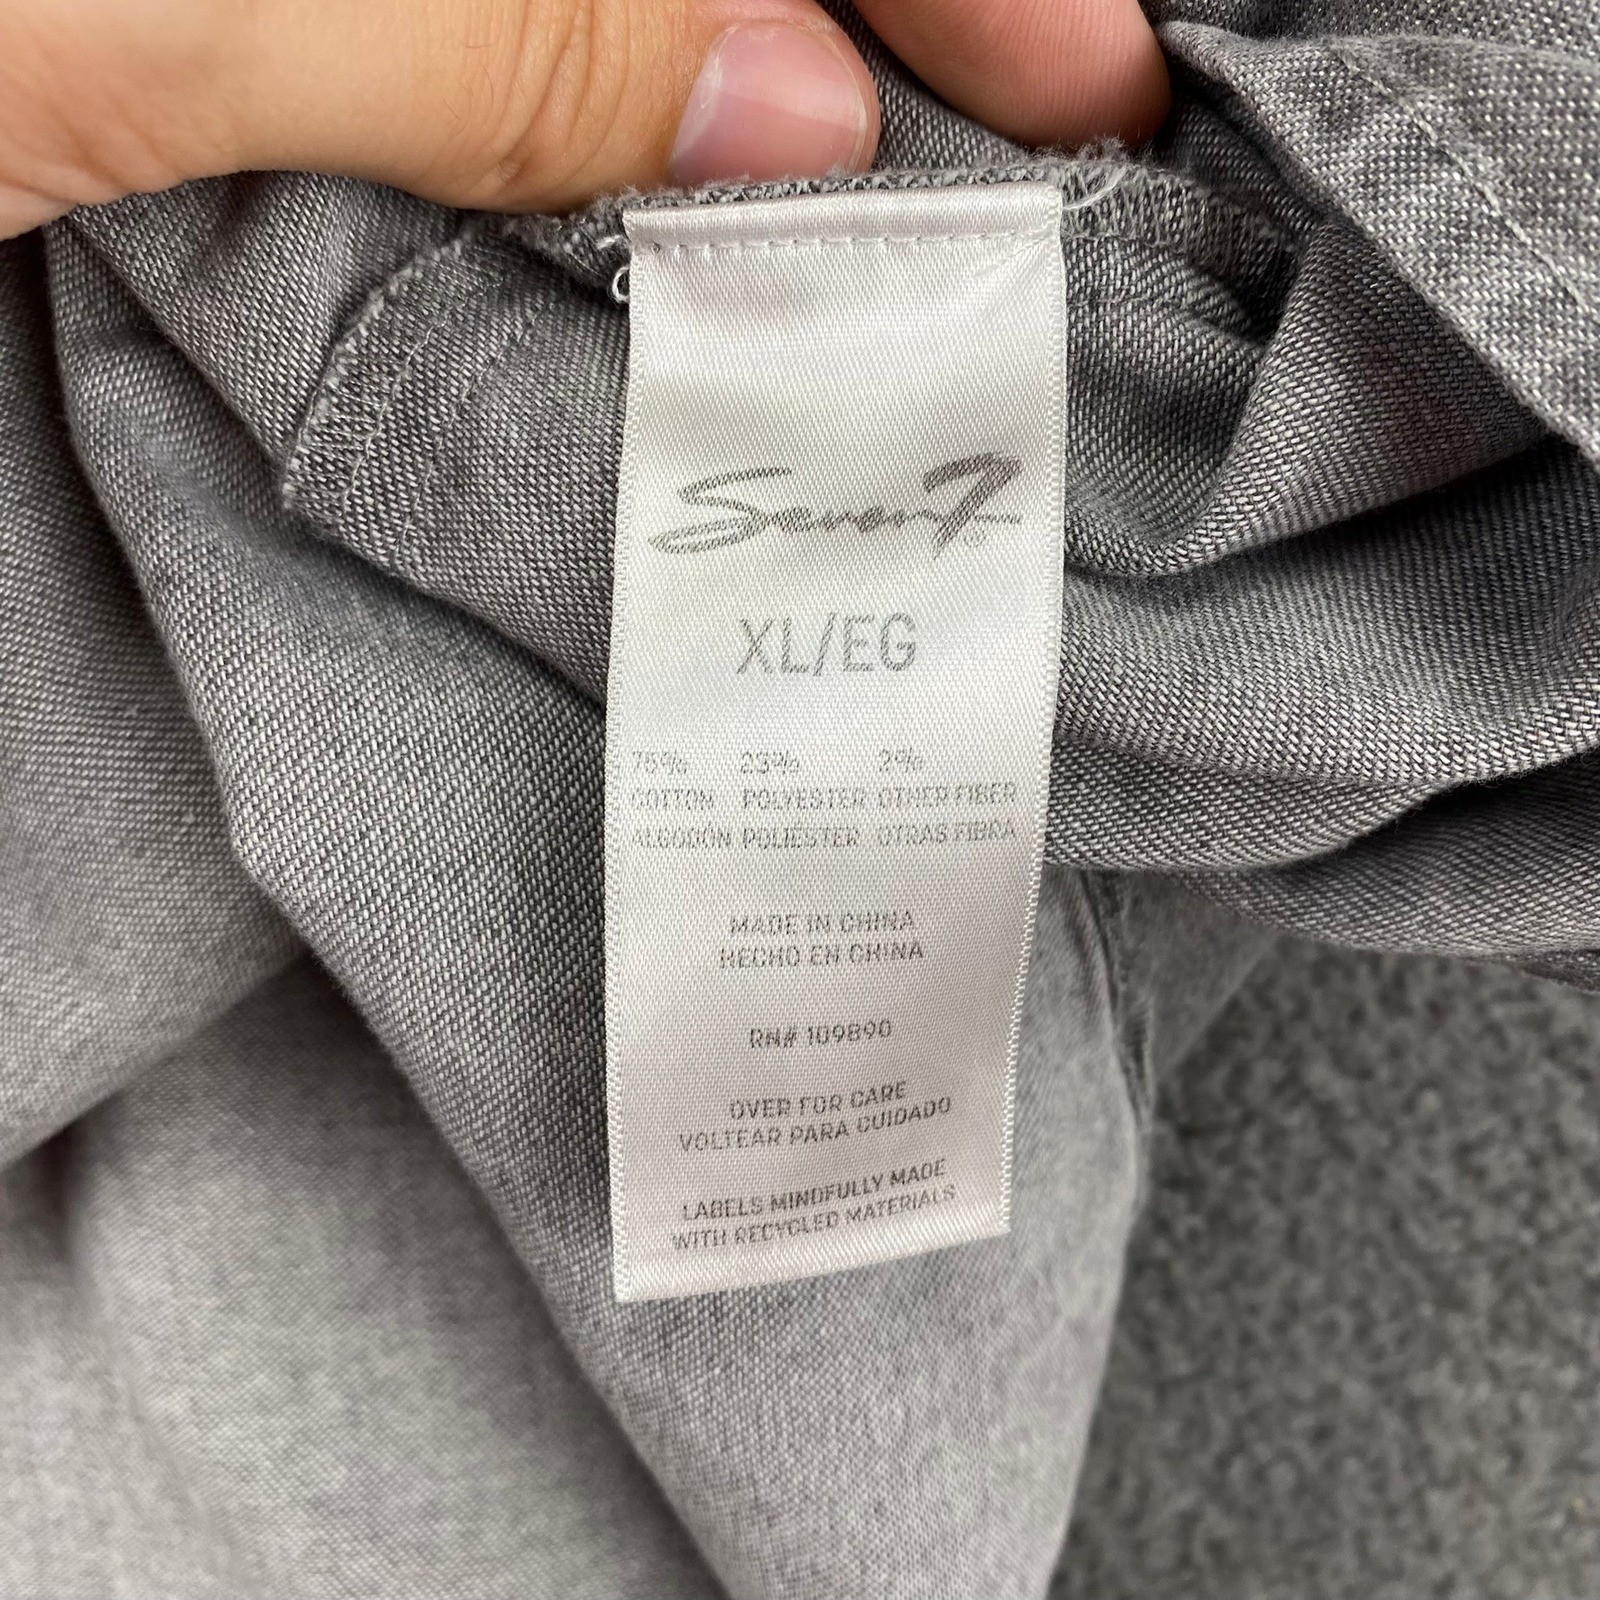 Seven7®
XL/EG
75% 23% 2%
COTTON POLYESTER OTHER FIBER
ALGODÓN POLIESTER OTRAS FIBRA
MADE IN CHINA
HECHO EN CHINA
RN# 109890
OVER FOR CARE
VOLTEAR PARA CUIDADO
LABELS MINDFULLY MADE
WITH RECYCLED MATERIALS